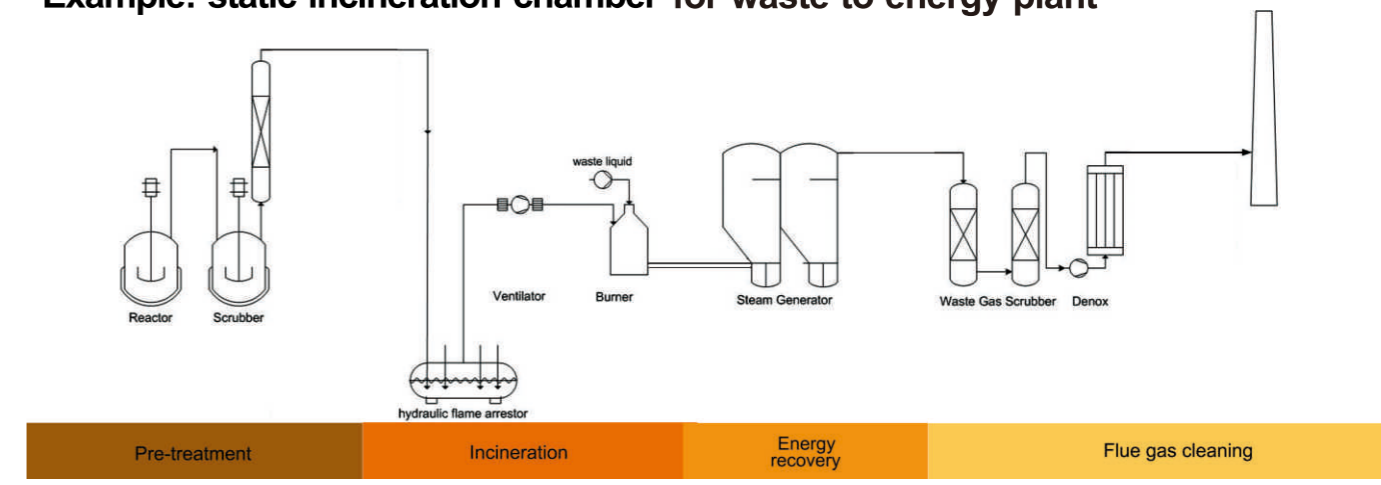 Example: static incineration chamber for waste to energy plant
waste liquid
Ventilator
Burner
Steam Generator
Waste Gas Scrubber
Denox
Reactor
Scrubber
hydraulic flame arrestor
Pre-treatment
Incineration
Energy
recovery
Flue gas cleaning